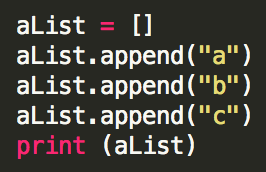 aList = []
aList.append("a")
aList.append("b")
aList.append("c")
print (aList)